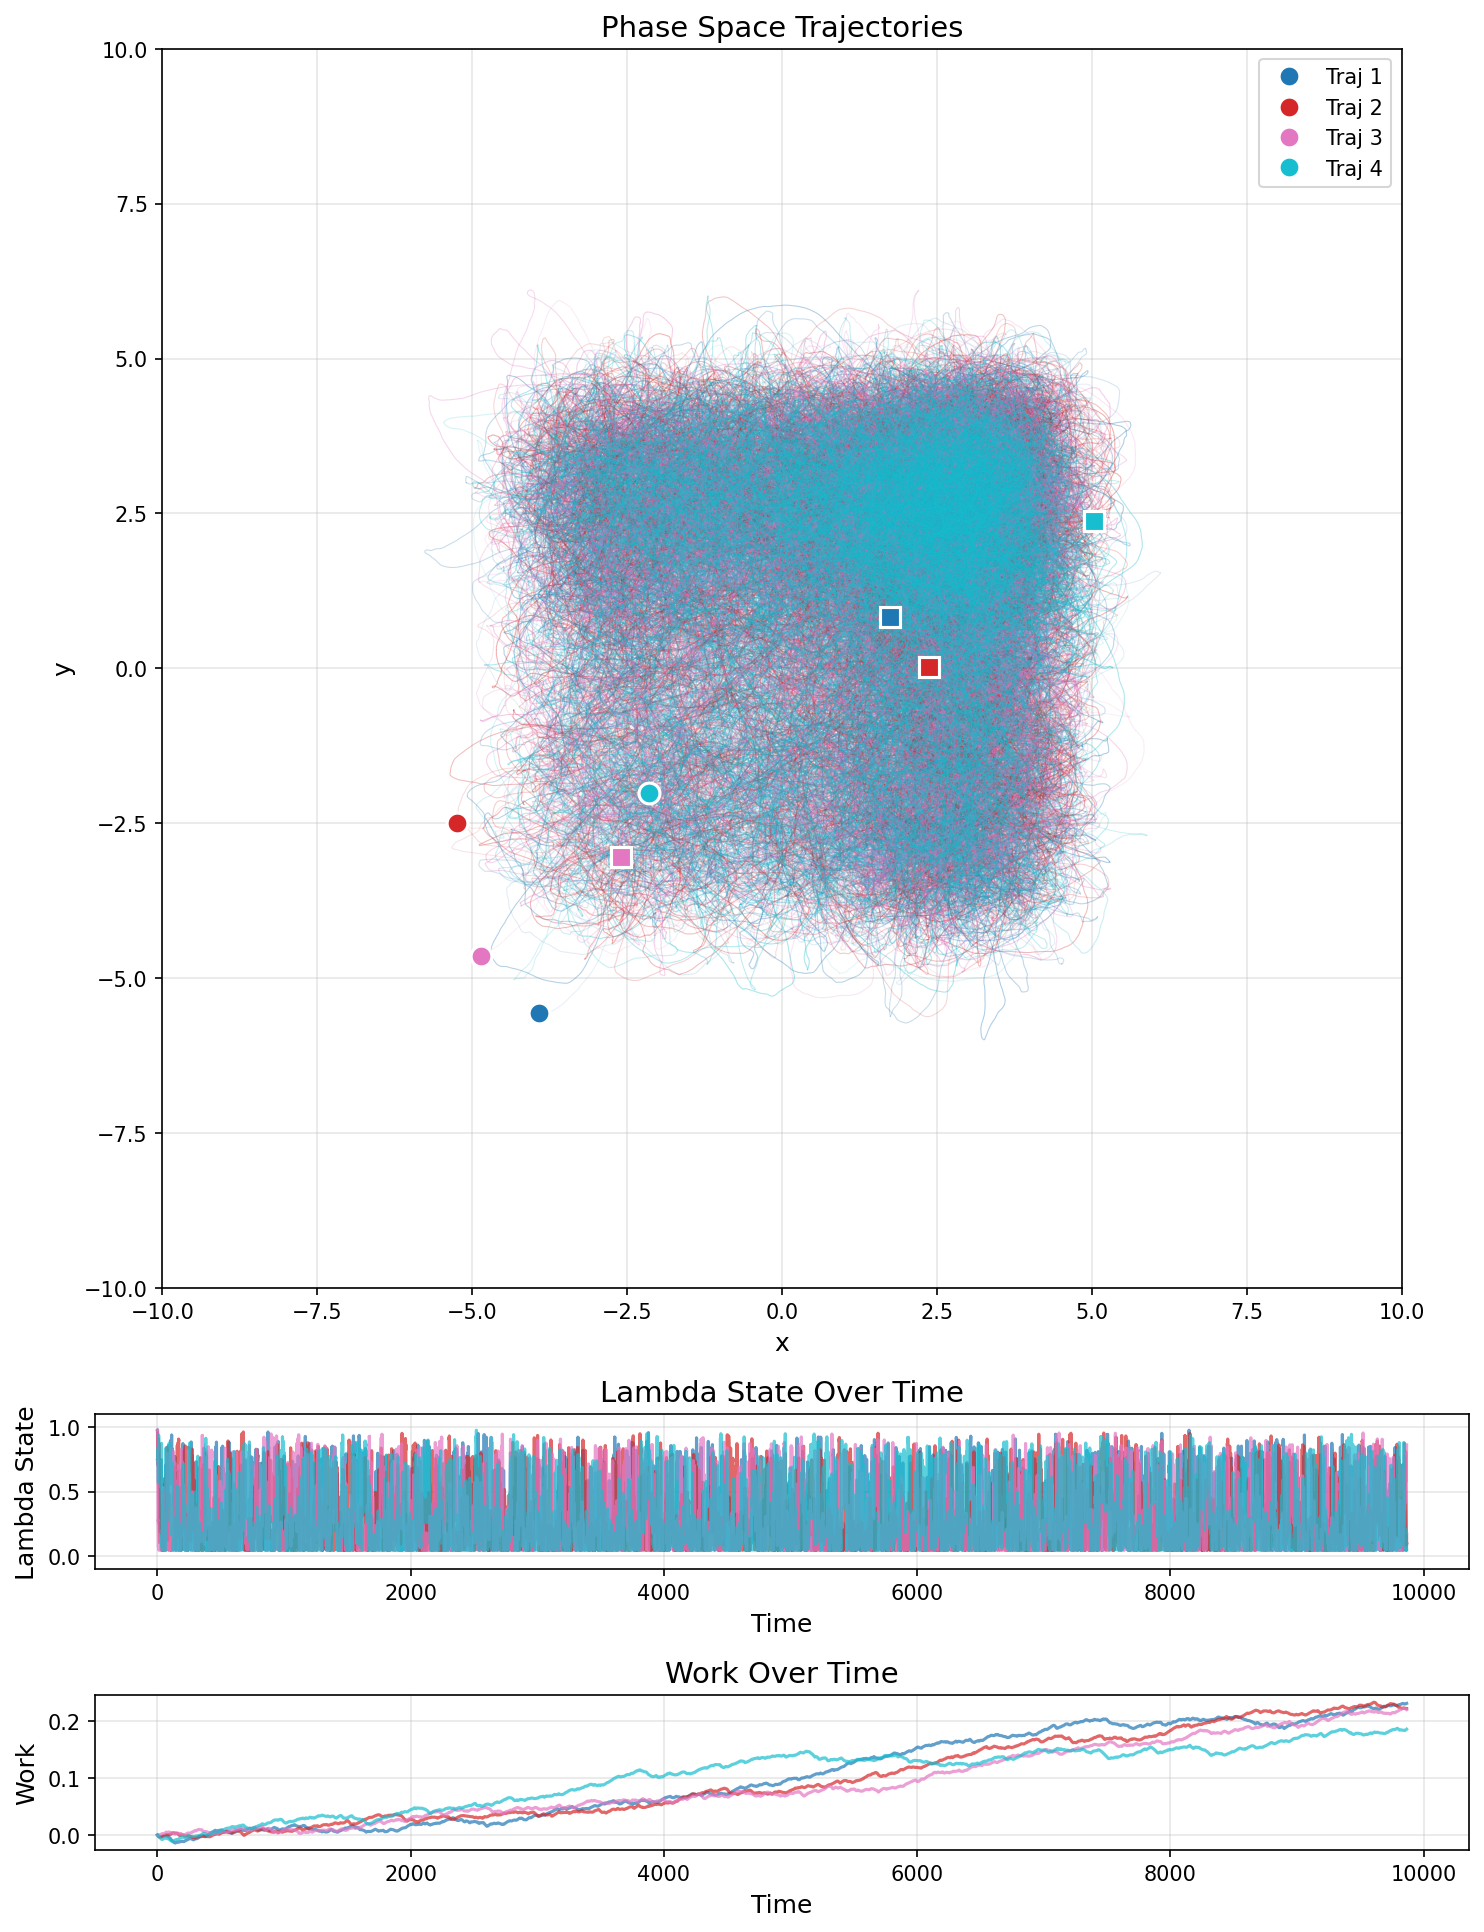 Phase Space Trajectories
10.0
7.5
5.0
2.5
0.0
−2.5
−5.0
−7.5
−10.0
y
Traj 1
Traj 2
Traj 3
Traj 4
−10.0 −7.5 −5.0 −2.5 0.0 2.5 5.0 7.5 10.0
x
Lambda State Over Time
1.0
0.5
0.0
Lambda State
0 2000 4000 6000 8000 10000
Time
Work Over Time
0.2
0.1
0.0
Work
0 2000 4000 6000 8000 10000
Time